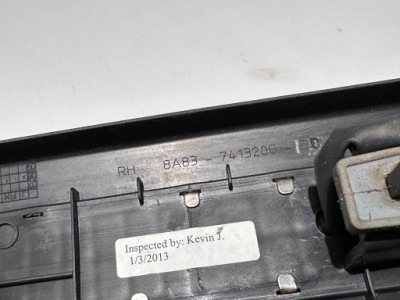 RH 8A83 - 7413200 -
Inspected by: Kevin J.
1/3/2013